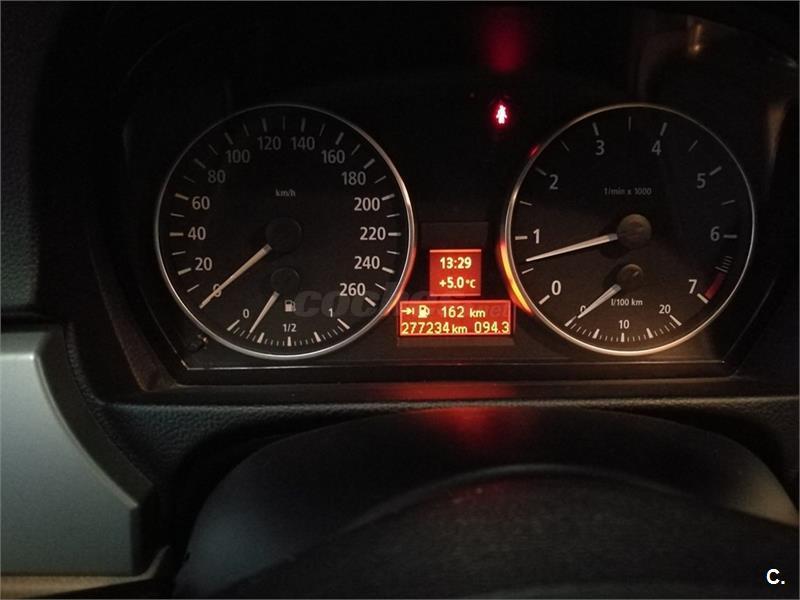 0 20 40 60 80 100 120 140 160 180 200 220 240 260
km/h
0 1/2 1
13:29
+5.0°C
162 km
277234 km 094.3
0 1 2 3 4 5 6 7
1/min x 1000
l/100 km
0 10 20
C.